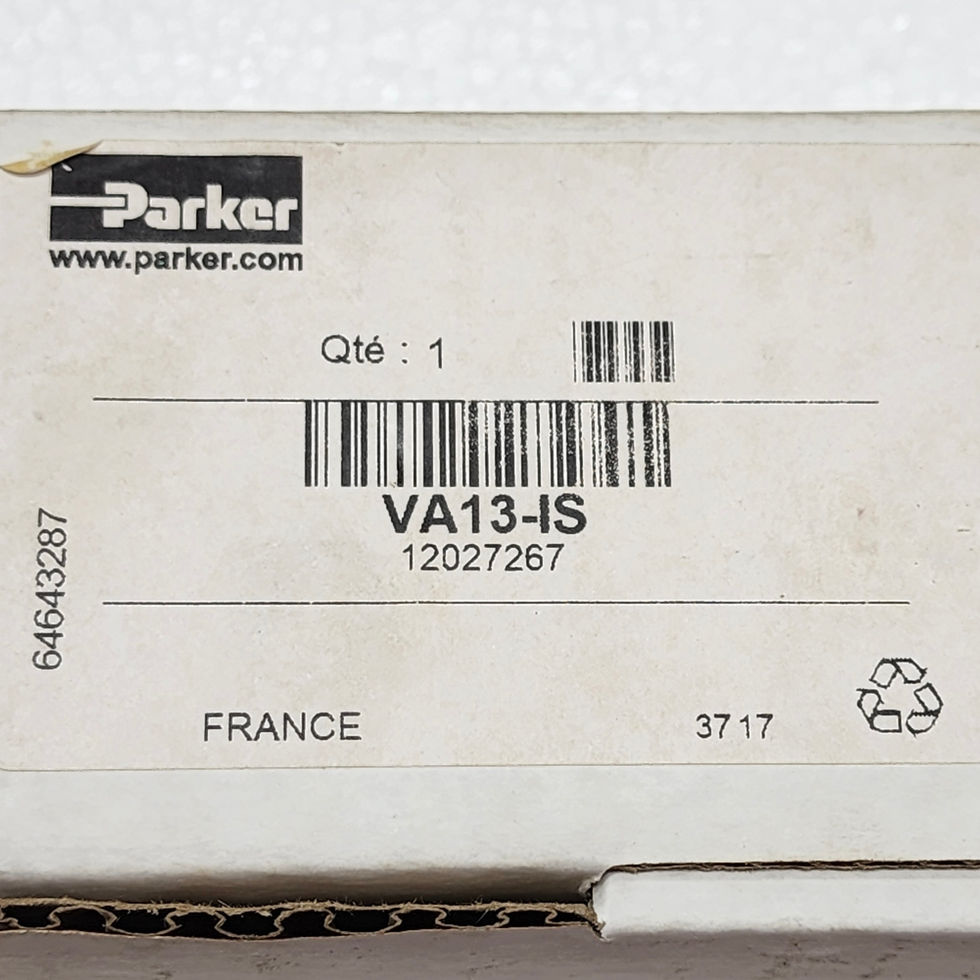 Parker
www.parker.com
Qté : 1
VA13-IS
12027267
64643287
FRANCE
37 17